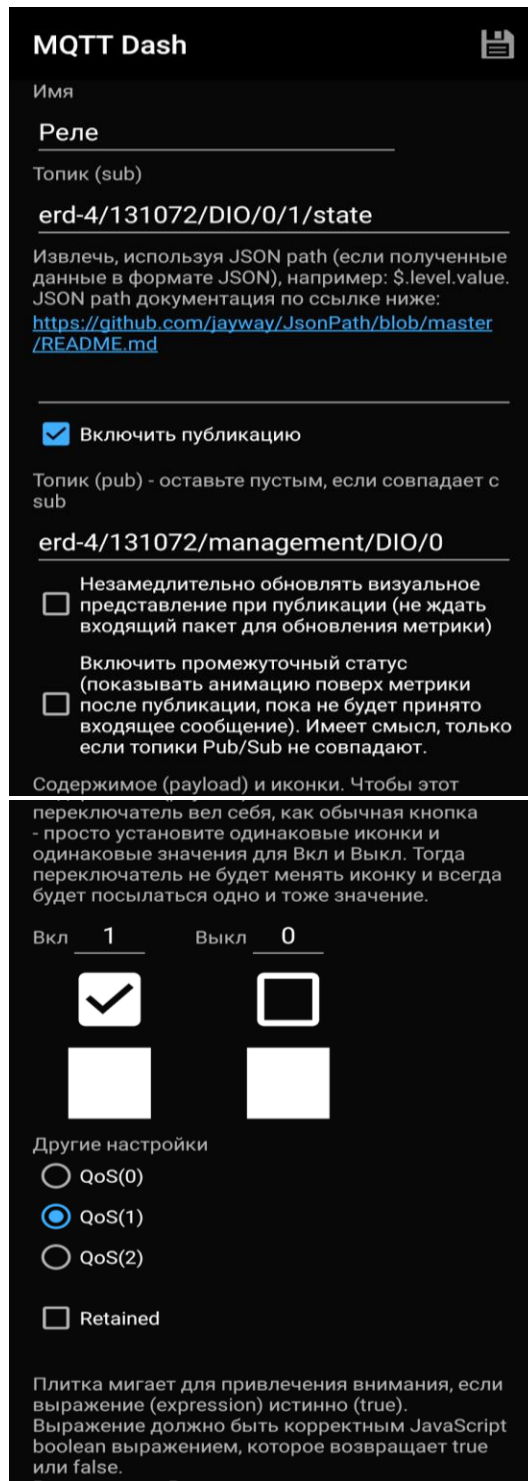 MQTT Dash
Имя
Реле
Топик (sub)
erd-4/131072/DIO/0/1/state
Извлечь, используя JSON path (если полученные
данные в формате JSON), например: $.level.value.
JSON path документация по ссылке ниже:
https://github.com/jayway/JsonPath/blob/master
/README.md
Включить публикацию
Топик (pub) - оставьте пустым, если совпадает с
sub
erd-4/131072/management/DIO/0
Незамедлительно обновлять визуальное
представление при публикации (не ждать
входящий пакет для обновления метрики)
Включить промежуточный статус
(показывать анимацию поверх метрики
после публикации, пока не будет принято
входящее сообщение). Имеет смысл, только
если топики Pub/Sub не совпадают.
Содержимое (payload) и иконки. Чтобы этот
переключатель вел себя, как обычная кнопка
- просто установите одинаковые иконки и
одинаковые значения для Вкл и Выкл. Тогда
переключатель не будет менять иконку и всегда
будет посылаться одно и тоже значение.
Вкл 1 Выкл 0
Другие настройки
QoS(0)
QoS(1)
QoS(2)
Retained
Плитка мигает для привлечения внимания, если
выражение (expression) истинно (true).
Выражение должно быть корректным JavaScript
boolean выражением, которое возвращает true
или false.